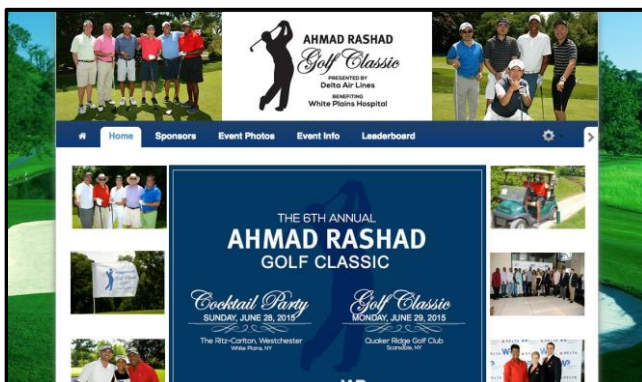 AHMAD RASHAD
Golf Classic
PRESENTED BY
Delta Air Lines
BENEFITING
White Plains Hospital
Home
Sponsors
Event Photos
Event Info
Leaderboard
THE 6TH ANNUAL
AHMAD RASHAD
GOLF CLASSIC
Cocktail Party
SUNDAY, JUNE 28, 2015
The Ritz-Carlton, Westchester
White Plains, NY
Golf Classic
MONDAY, JUNE 29, 2015
Quaker Ridge Golf Club
Scarsdale, NY